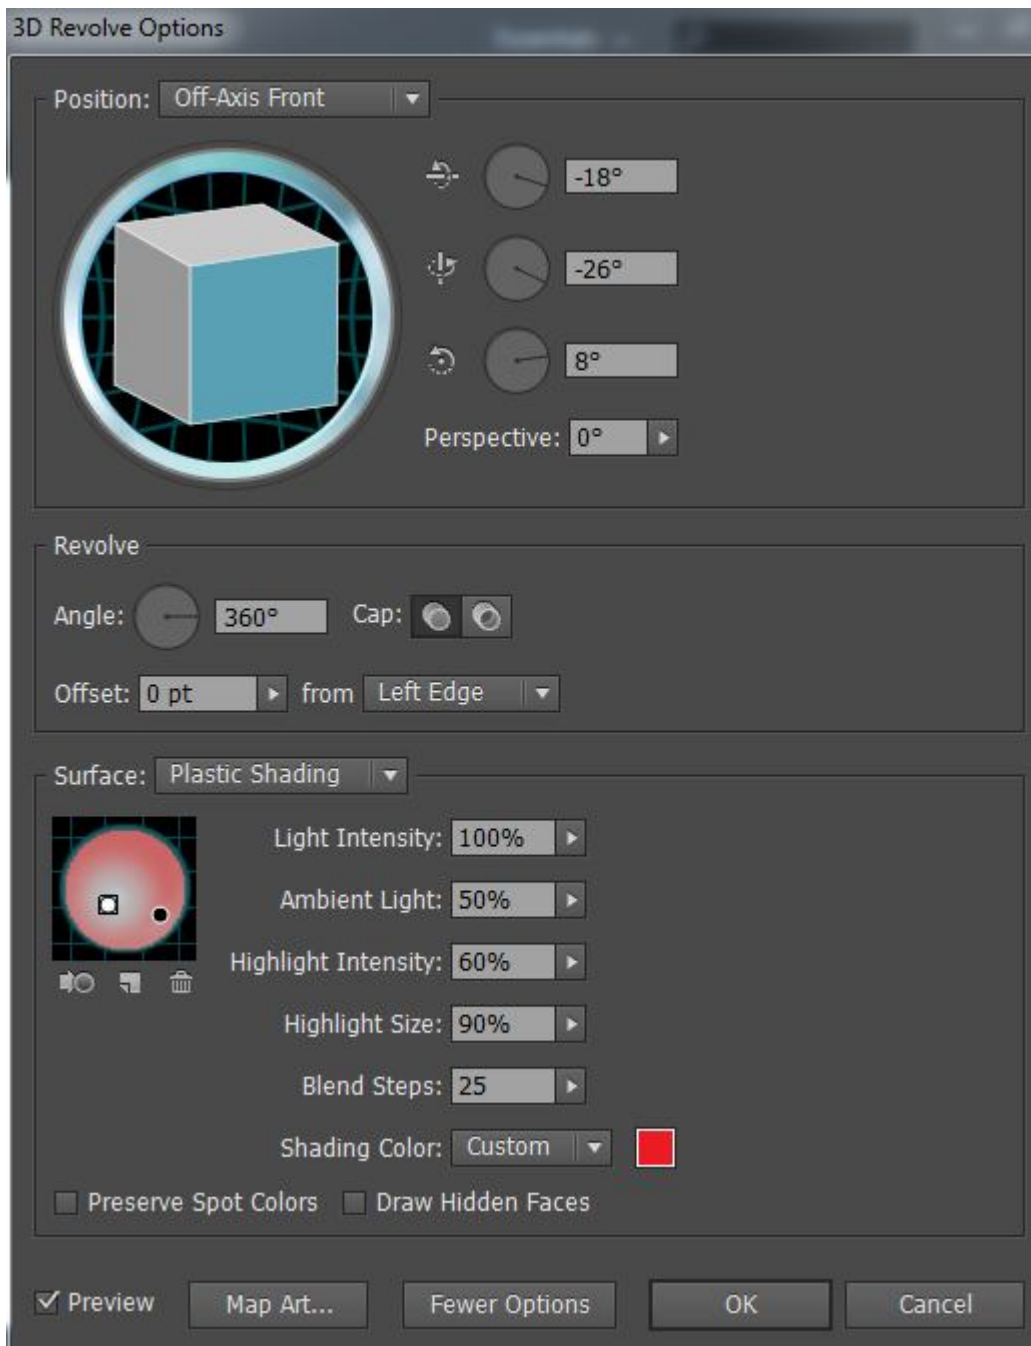 3D Revolve Options
Position: Off-Axis Front
-18°
-26°
8°
Perspective: 0°
Revolve
Angle: 360° Cap:
Offset: 0 pt from Left Edge
Surface: Plastic Shading
Light Intensity: 100%
Ambient Light: 50%
Highlight Intensity: 60%
Highlight Size: 90%
Blend Steps: 25
Shading Color: Custom
Preserve Spot Colors Draw Hidden Faces
Preview Map Art... Fewer Options OK Cancel